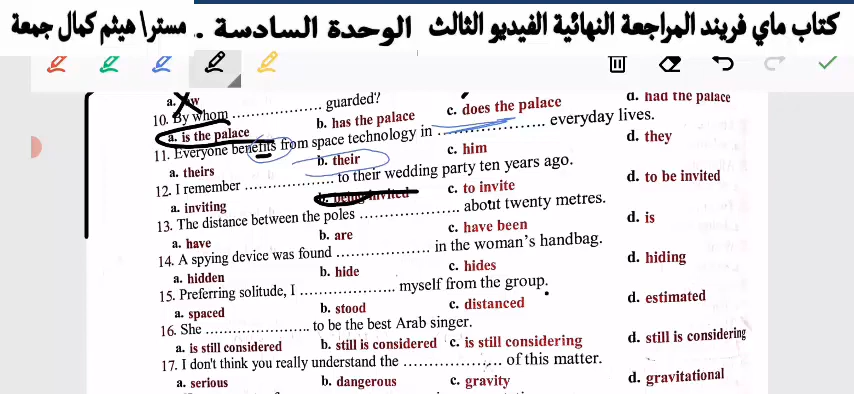 كتاب ماي فريند المراجعة النهائية الفيديو الثالث الوحدة السادسة . مستر\ هيثم كمال جمعة
10. By whom .................... guarded?
a. is the palace b. has the palace c. does the palace d. had the palace
11. Everyone benefits from space technology in .................... everyday lives.
a. theirs b. their c. him d. they
12. I remember .................... to their wedding party ten years ago.
a. inviting b. being invited c. to invite d. to be invited
13. The distance between the poles .................... about twenty metres.
a. have b. are c. have been d. is
14. A spying device was found .................... in the woman's handbag.
a. hidden b. hide c. hides d. hiding
15. Preferring solitude, I .................... myself from the group.
a. spaced b. stood c. distanced d. estimated
16. She .................... to be the best Arab singer.
a. is still considered b. still is considered c. is still considering d. still is considering
17. I don't think you really understand the .................... of this matter.
a. serious b. dangerous c. gravity d. gravitational